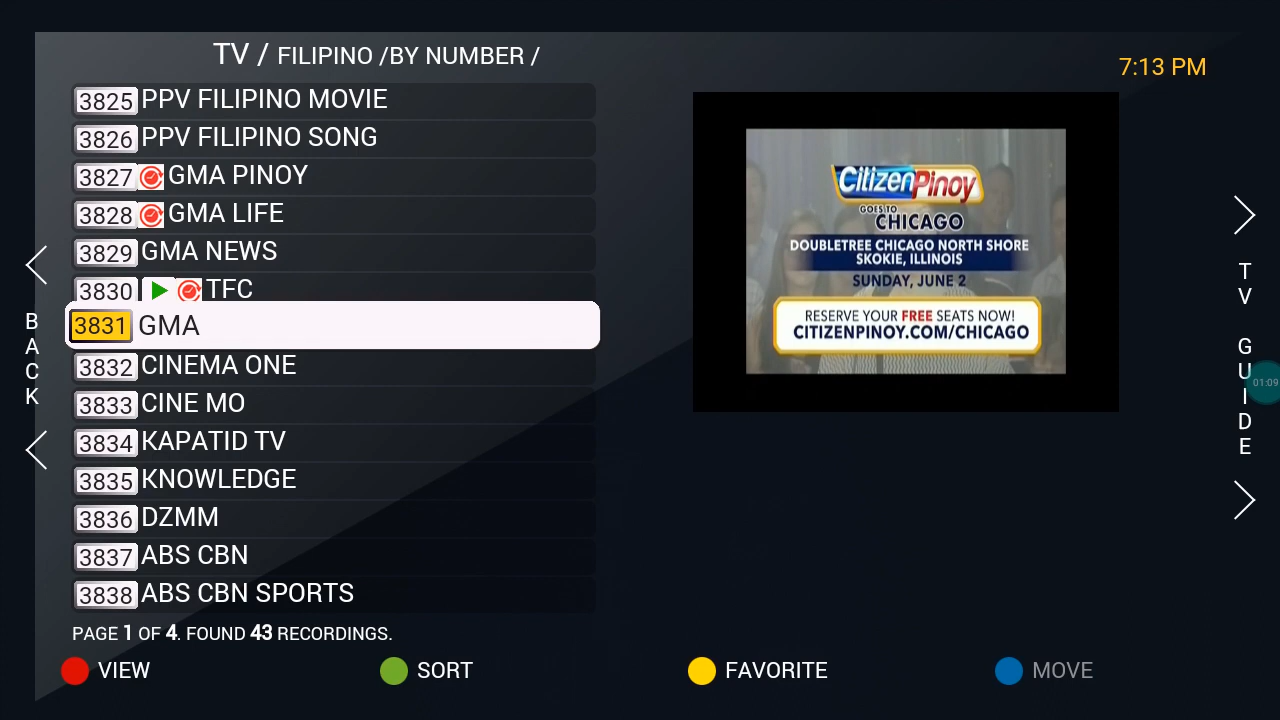 TV / FILIPINO /BY NUMBER /
7:13 PM
3825 PPV FILIPINO MOVIE
3826 PPV FILIPINO SONG
3827 GMA PINOY
3828 GMA LIFE
3829 GMA NEWS
3830 TFC
3831 GMA
3832 CINEMA ONE
3833 CINE MO
3834 KAPATID TV
3835 KNOWLEDGE
3836 DZMM
3837 ABS CBN
3838 ABS CBN SPORTS
PAGE 1 OF 4. FOUND 43 RECORDINGS.
VIEW
SORT
FAVORITE
MOVE
BACK
CitizenPinoy
GOES TO
CHICAGO
DOUBLETREE CHICAGO NORTH SHORE
SKOKIE, ILLINOIS
SUNDAY, JUNE 2
RESERVE YOUR FREE SEATS NOW!
CITIZENPINOY.COM/CHICAGO
TV GUIDE
01:09